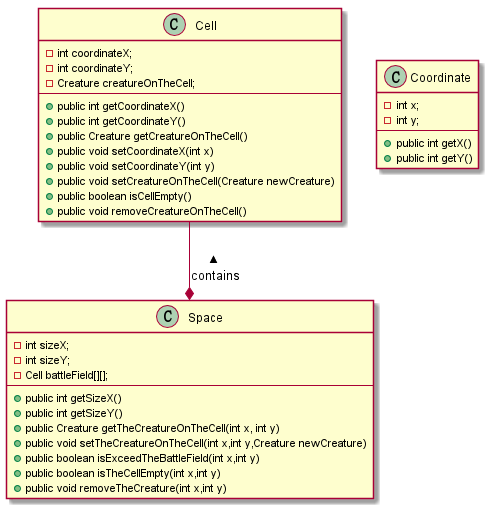 C Cell
int coordinateX;
int coordinateY;
Creature creatureOnTheCell;
public int getCoordinateX()
public int getCoordinateY()
public Creature getCreatureOnTheCell()
public void setCoordinateX(int x)
public void setCoordinateY(int y)
public void setCreatureOnTheCell(Creature newCreature)
public boolean isCellEmpty()
public void removeCreatureOnTheCell()
C Coordinate
int x;
int y;
public int getX()
public int getY()
contains
C Space
int sizeX;
int sizeY;
Cell battleField[][];
public int getSizeX()
public int getSizeY()
public Creature getTheCreatureOnTheCell(int x, int y)
public void setTheCreatureOnTheCell(int x,int y,Creature newCreature)
public boolean isExceedTheBattleField(int x,int y)
public boolean isTheCellEmpty(int x,int y)
public void removeTheCreature(int x,int y)